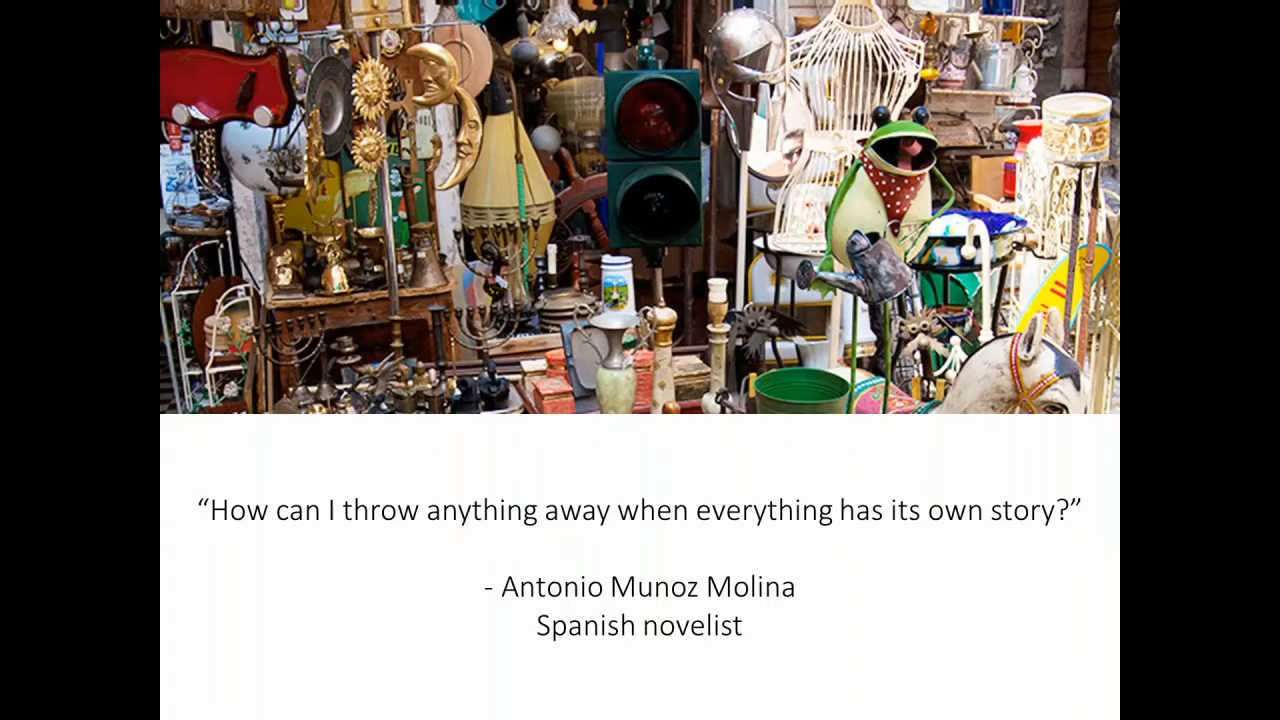 “How can I throw anything away when everything has its own story?”
- Antonio Munoz Molina
Spanish novelist